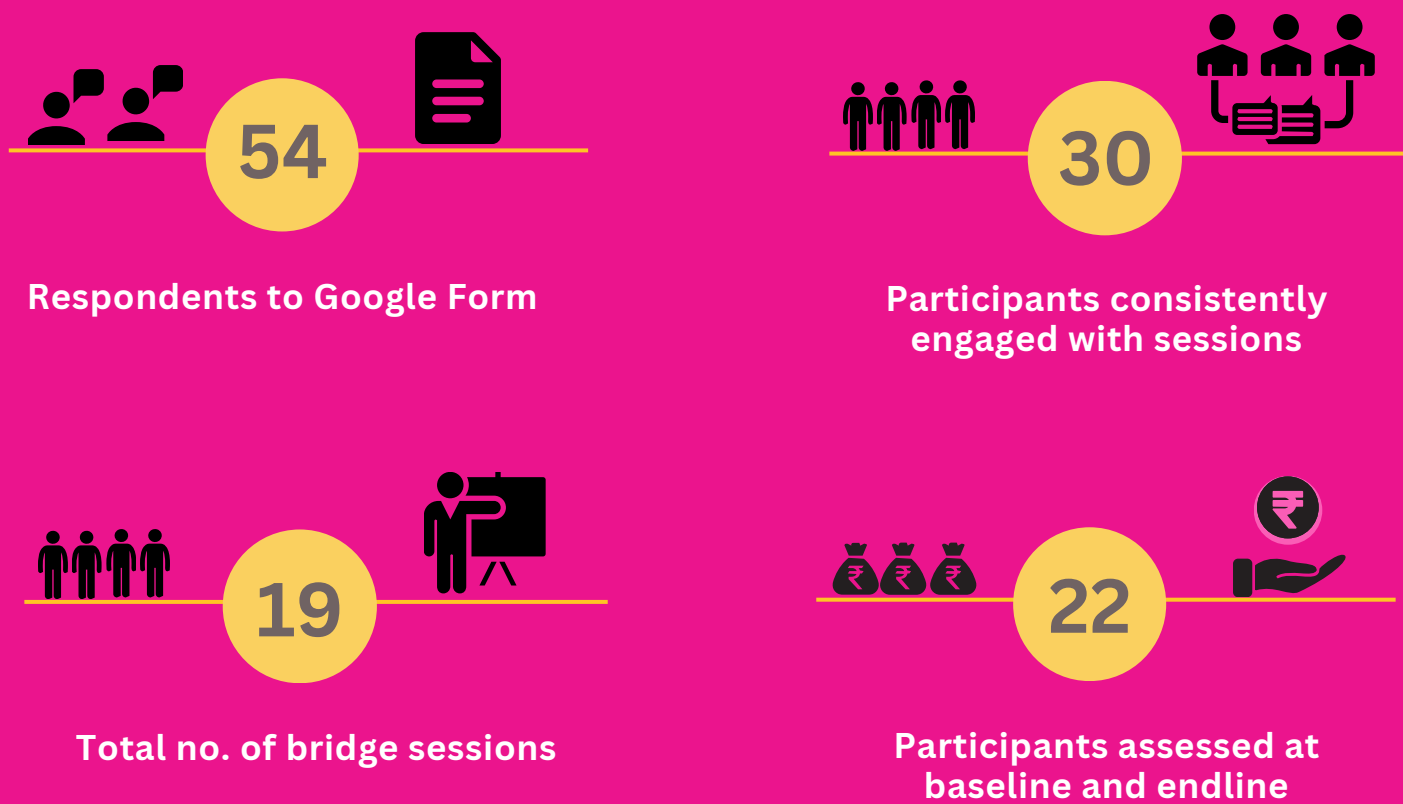 54
Respondents to Google Form
30
Participants consistently
engaged with sessions
19
Total no. of bridge sessions
₹ ₹ ₹
₹
22
Participants assessed at
baseline and endline